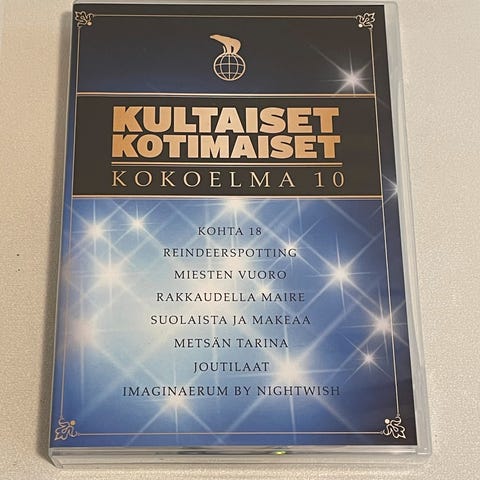 KULTAISET
KOTIMAISET
KOKOELMA 10
KOHTA 18
REINDEERSPOTTING
MIESTEN VUORO
RAKKAUDELLA MAIRE
SUOLAISTA JA MAKEAA
METSÄN TARINA
JOUTILAAT
IMAGINAERUM BY NIGHTWISH